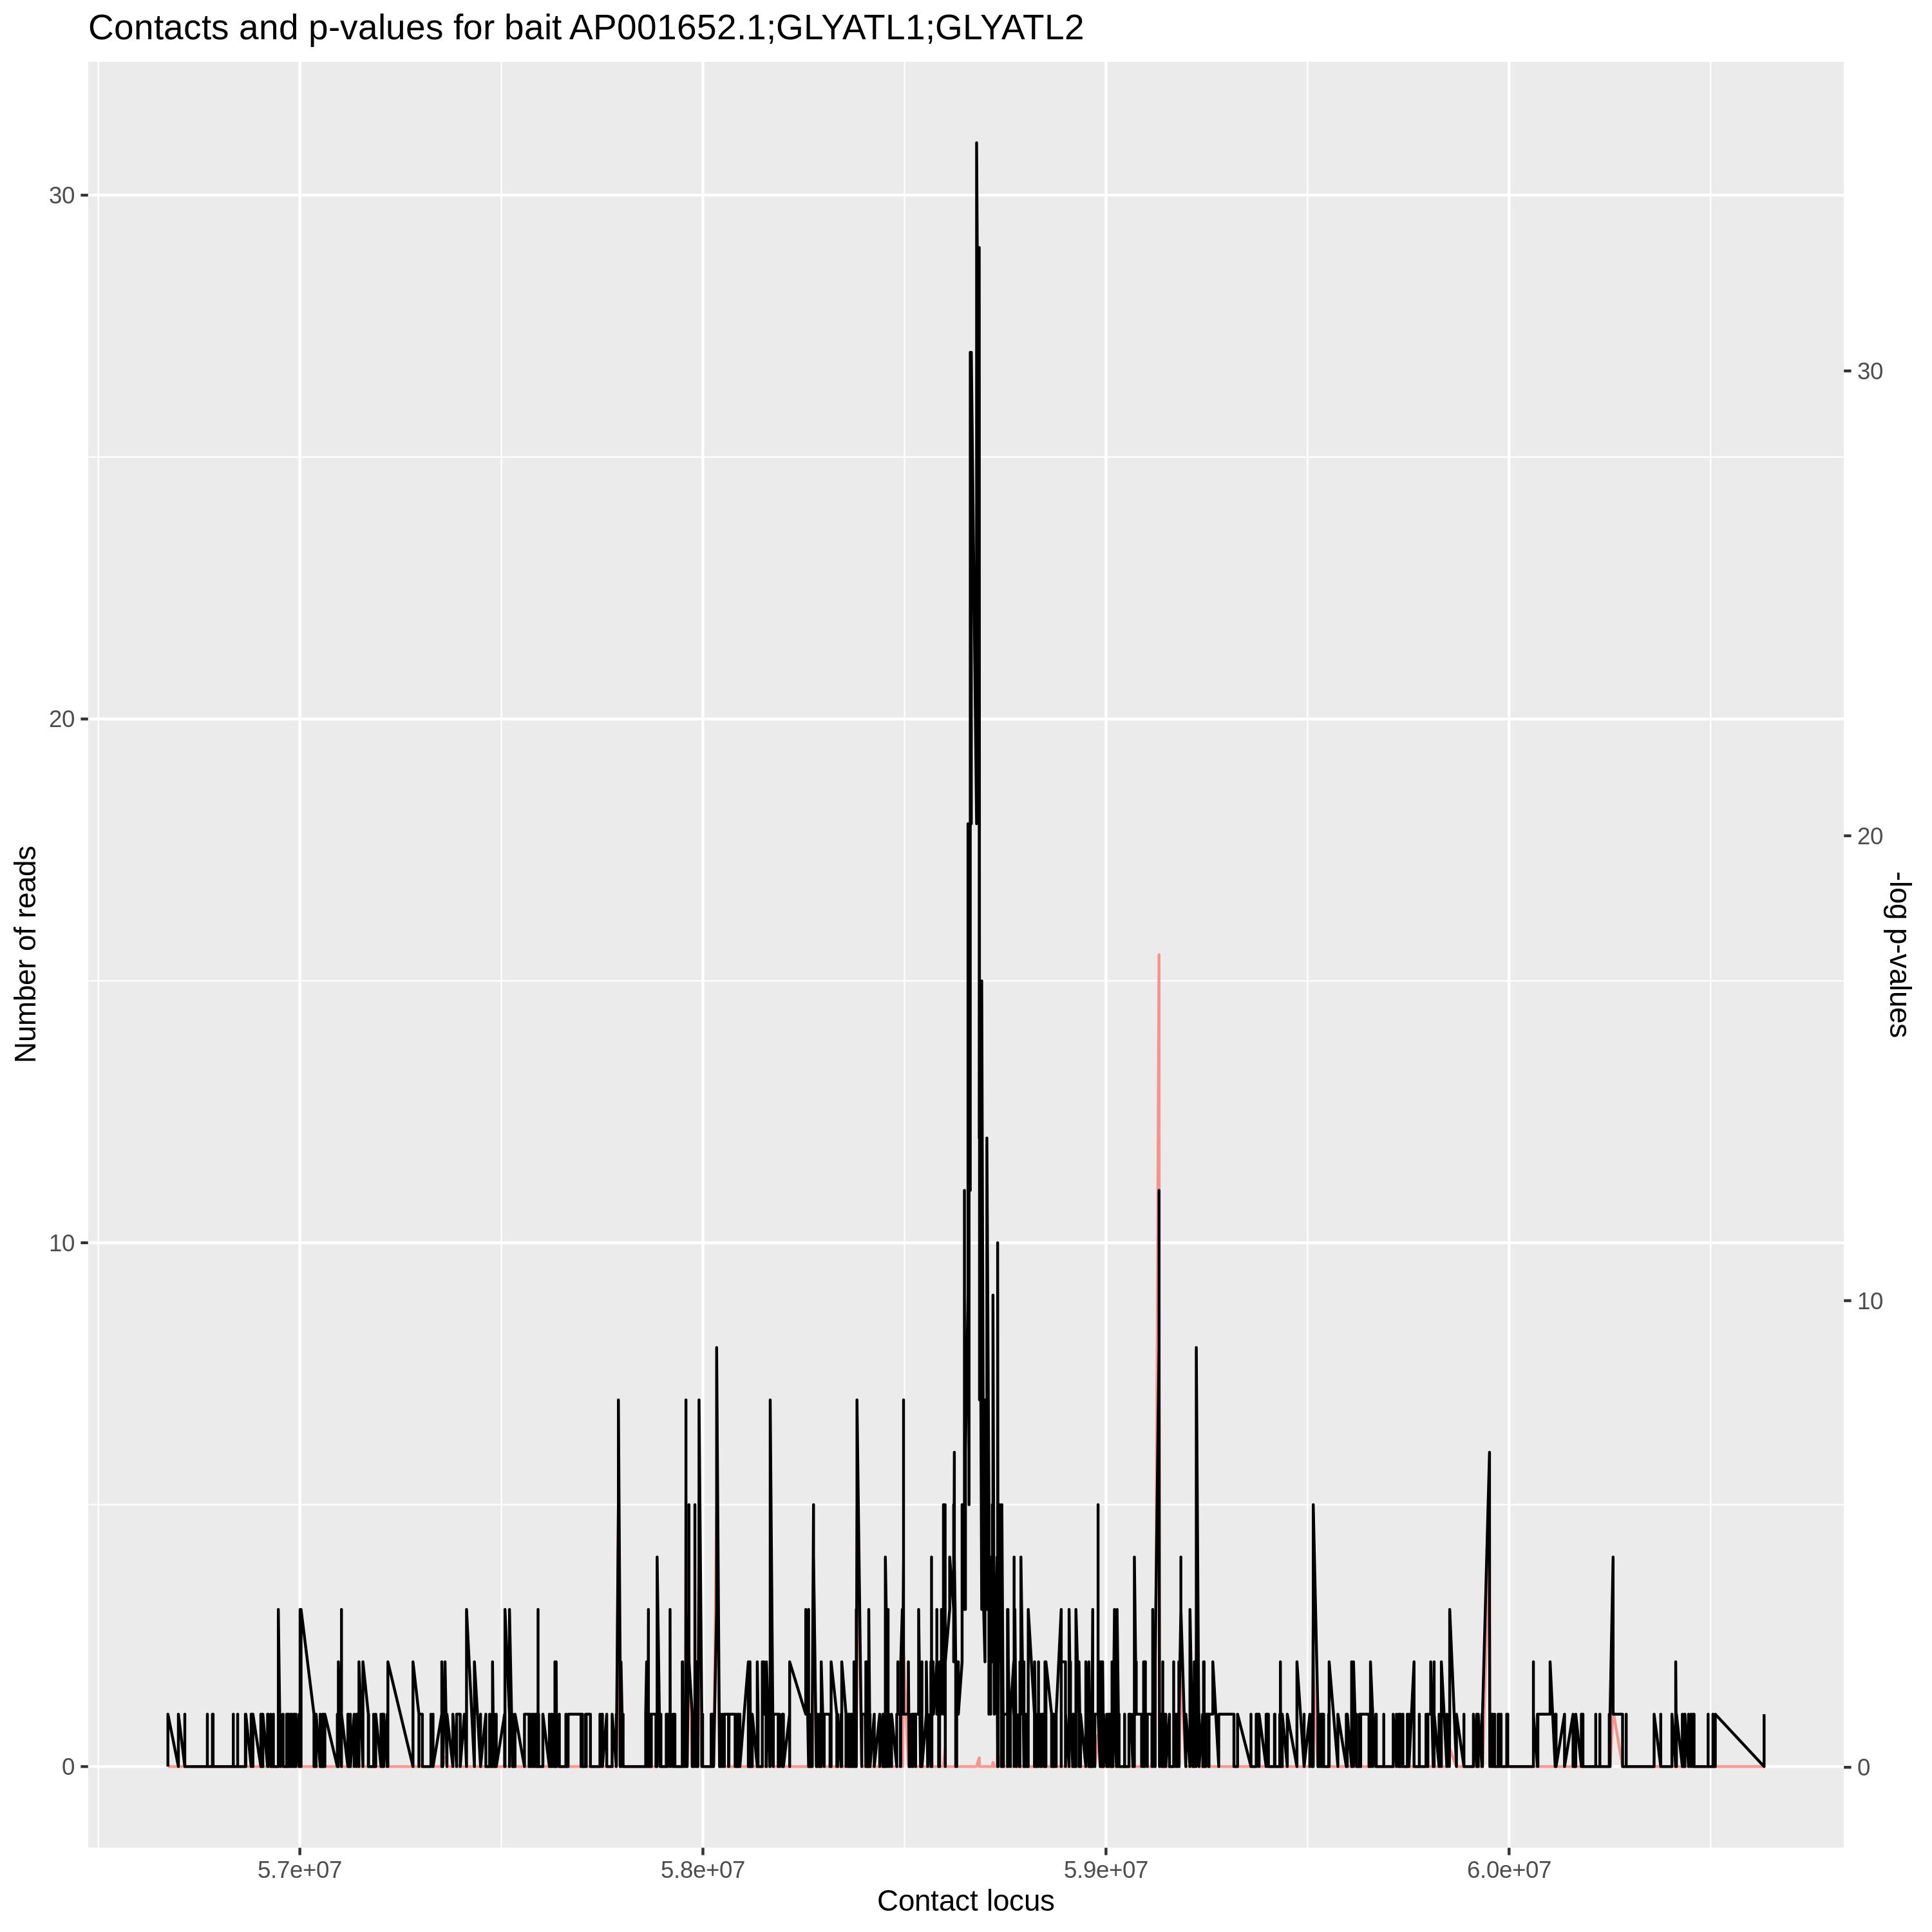 Contacts and p-values for bait AP001652.1;GLYATL1;GLYATL2
30
20
10
0
Number of reads
30
20
10
0
-log p-values
5.7e+07
5.8e+07
5.9e+07
6.0e+07
Contact locus